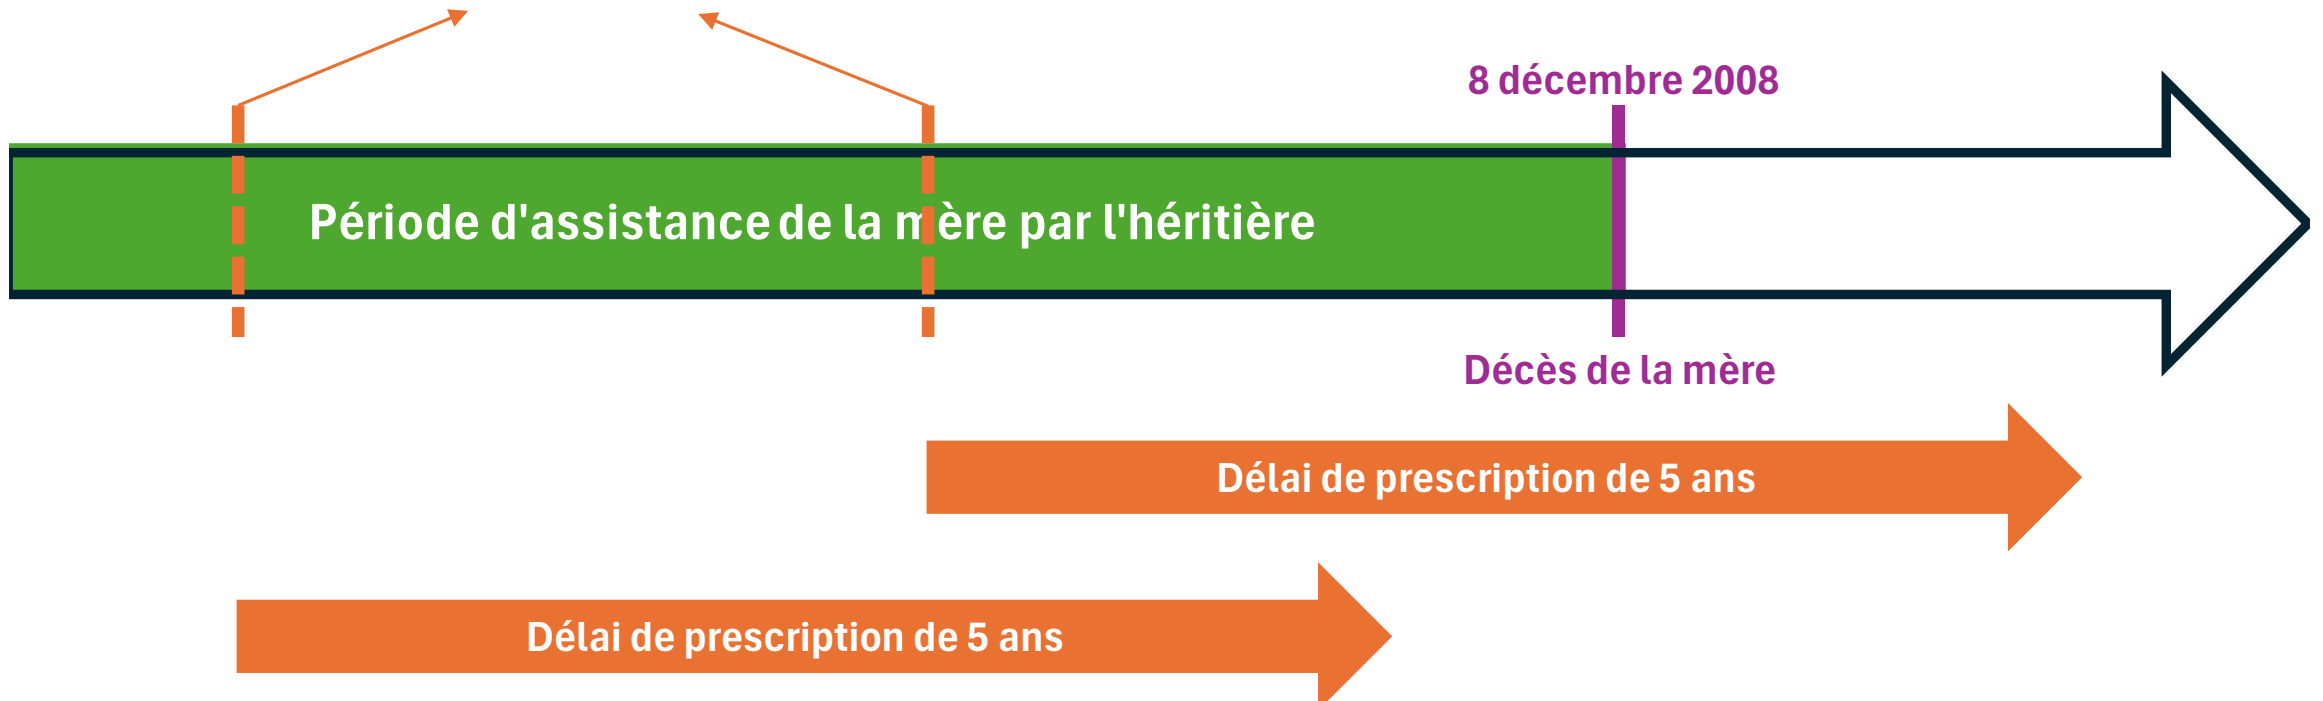 8 décembre 2008
Période d'assistance de la mère par l'héritière
Décès de la mère
Délai de prescription de 5 ans
Délai de prescription de 5 ans